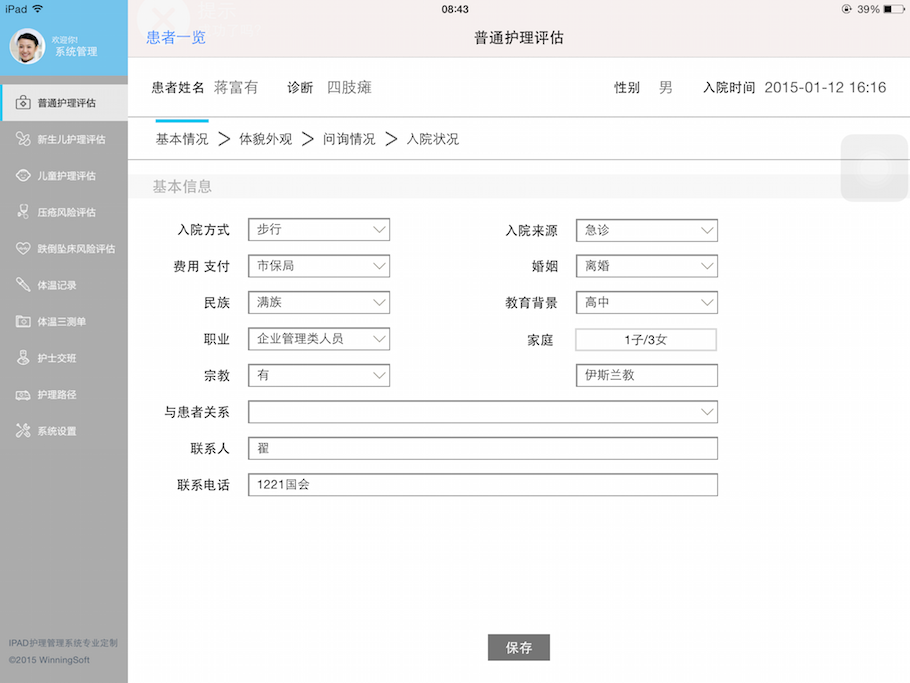 iPad 08:43 39%
欢迎你!
系统管理
普通护理评估
新生儿护理评估
儿童护理评估
压疮风险评估
跌倒坠床风险评估
体温记录
体温三测单
护士交班
护理路径
系统设置
IPAD护理管理系统专业定制
©2015 WinningSoft
患者一览 普通护理评估
患者姓名 蒋富有 诊断 四肢瘫 性别 男 入院时间 2015-01-12 16:16
基本情况 体貌外观 问询情况 入院状况
基本信息
入院方式 步行 入院来源 急诊
费用 支付 市保局 婚姻 离婚
民族 满族 教育背景 高中
职业 企业管理类人员 家庭 1子/3女
宗教 有 伊斯兰教
与患者关系
联系人 翟
联系电话 1221国会
保存